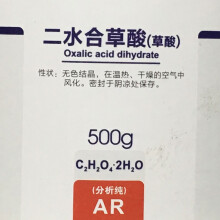 二水合草酸(草酸)
Oxalic acid dihydrate
性状:无色结晶,在温热、干燥的空气中
风化。密封于阴凉处保存。
500g
C₂H₂O₄·2H₂O
(分析纯)
AR